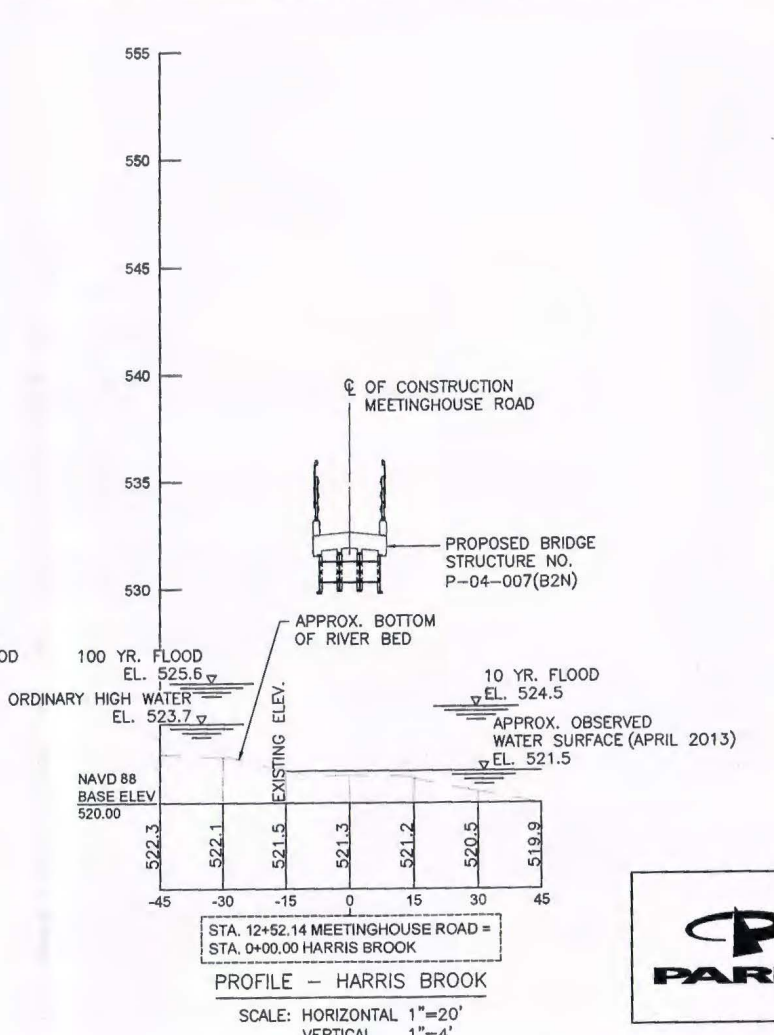 555
550
545
540
535
530
℄ OF CONSTRUCTION
MEETINGHOUSE ROAD
PROPOSED BRIDGE
STRUCTURE NO.
P-04-007(B2N)
APPROX. BOTTOM
OF RIVER BED
OD
100 YR. FLOOD
EL. 525.6
ORDINARY HIGH WATER
EL. 523.7
EXISTING ELEV.
10 YR. FLOOD
EL. 524.5
APPROX. OBSERVED
WATER SURFACE (APRIL 2013)
EL. 521.5
NAVD 88
BASE ELEV
520.00
522.3
522.1
521.5
521.3
521.2
520.5
519.9
-45
-30
-15
0
15
30
45
STA. 12+52.14 MEETINGHOUSE ROAD =
STA. 0+00.00 HARRIS BROOK
PROFILE - HARRIS BROOK
SCALE: HORIZONTAL 1"=20'
VERTICAL 1"=4'
PAR